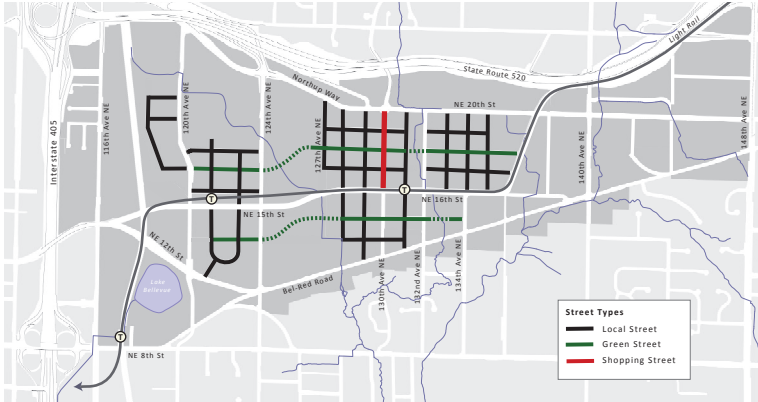 Light Rail
State Route 520
Northup Way
NE 20th St
Interstate 405
116th Ave NE
120th Ave NE
124th Ave NE
127th Ave NE
140th Ave NE
148th Ave NE
T
T
NE 16th St
NE 15th St
NE 12th St
Bel-Red Road
130th Ave NE
132nd Ave NE
134th Ave NE
Lake
Bellevue
T
NE 8th St
Street Types
Local Street
Green Street
Shopping Street